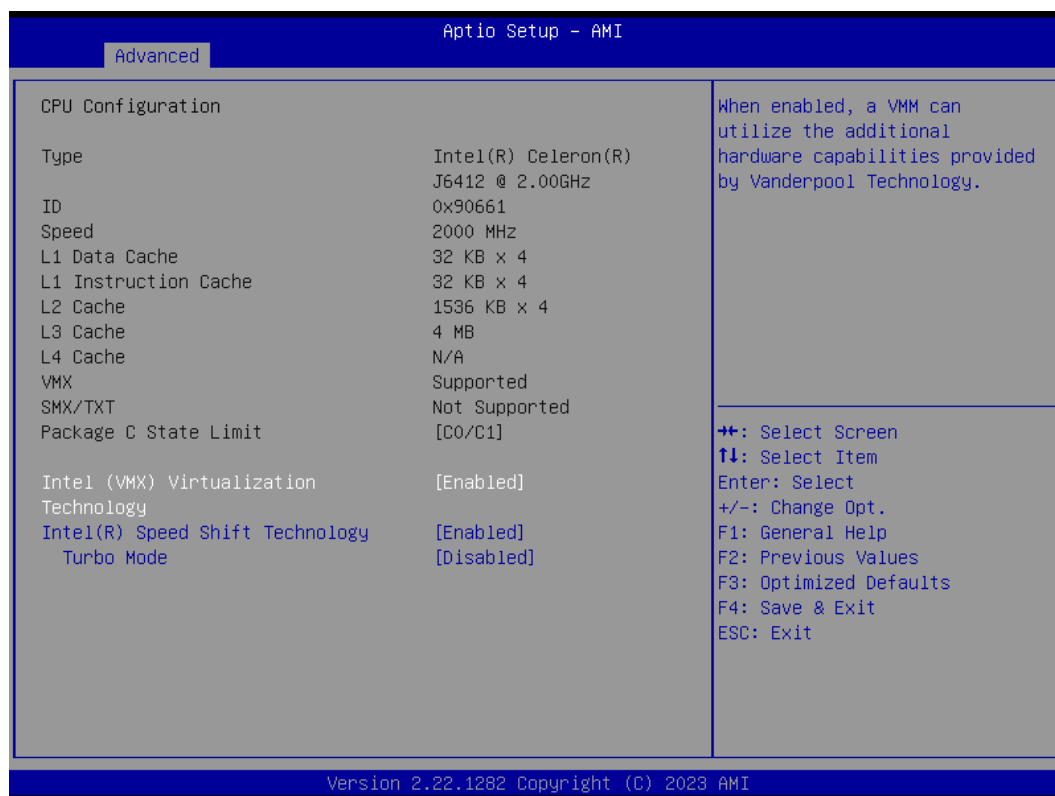 Aptio Setup – AMI
Advanced
CPU Configuration
Type Intel(R) Celeron(R)
J6412 @ 2.00GHz
ID 0x90661
Speed 2000 MHz
L1 Data Cache 32 KB x 4
L1 Instruction Cache 32 KB x 4
L2 Cache 1536 KB x 4
L3 Cache 4 MB
L4 Cache N/A
VMX Supported
SMX/TXT Not Supported
Package C State Limit [C0/C1]
Intel (VMX) Virtualization [Enabled]
Technology
Intel(R) Speed Shift Technology [Enabled]
Turbo Mode [Disabled]
When enabled, a VMM can
utilize the additional
hardware capabilities provided
by Vanderpool Technology.
→←: Select Screen
↑↓: Select Item
Enter: Select
+/-: Change Opt.
F1: General Help
F2: Previous Values
F3: Optimized Defaults
F4: Save & Exit
ESC: Exit
Version 2.22.1282 Copyright (C) 2023 AMI